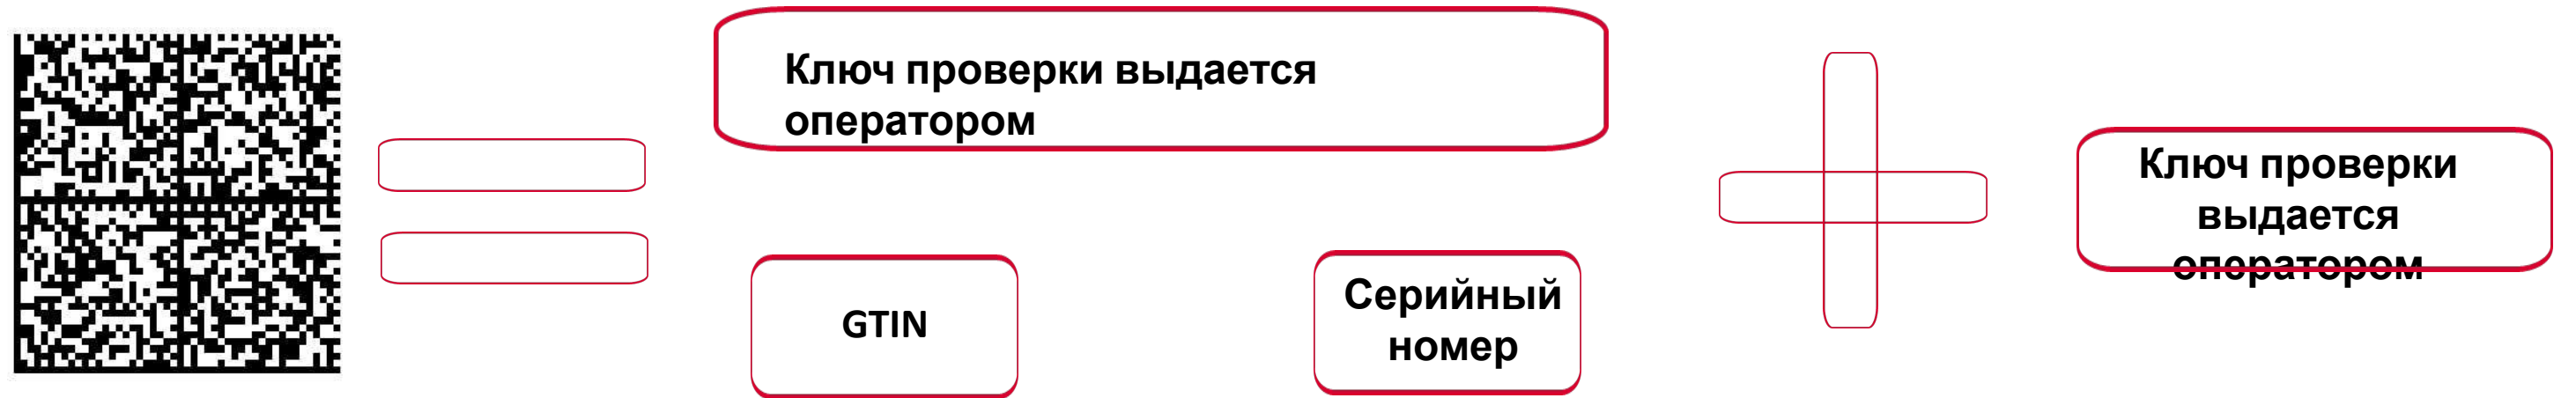 Ключ проверки выдается
оператором
GTIN
Серийный
номер
Ключ проверки
выдается
оператором